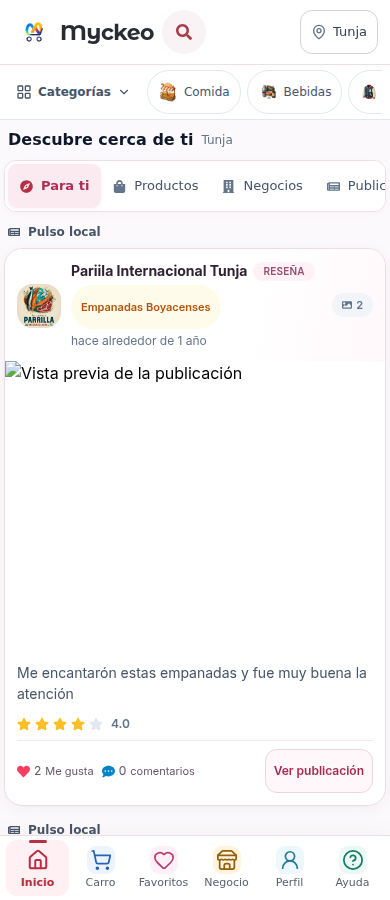 Myckeo
Tunja
Categorías
Comida
Bebidas
Descubre cerca de ti Tunja
Para ti
Productos
Negocios
Public
Pulso local
Pariila Internacional Tunja
RESEÑA
Empanadas Boyacenses
2
hace alrededor de 1 año
PARRILLA
Vista previa de la publicación
Me encantarón estas empanadas y fue muy buena la
atención
4.0
2 Me gusta
0 comentarios
Ver publicación
Pulso local
Inicio
Carro
Favoritos
Negocio
Perfil
Ayuda